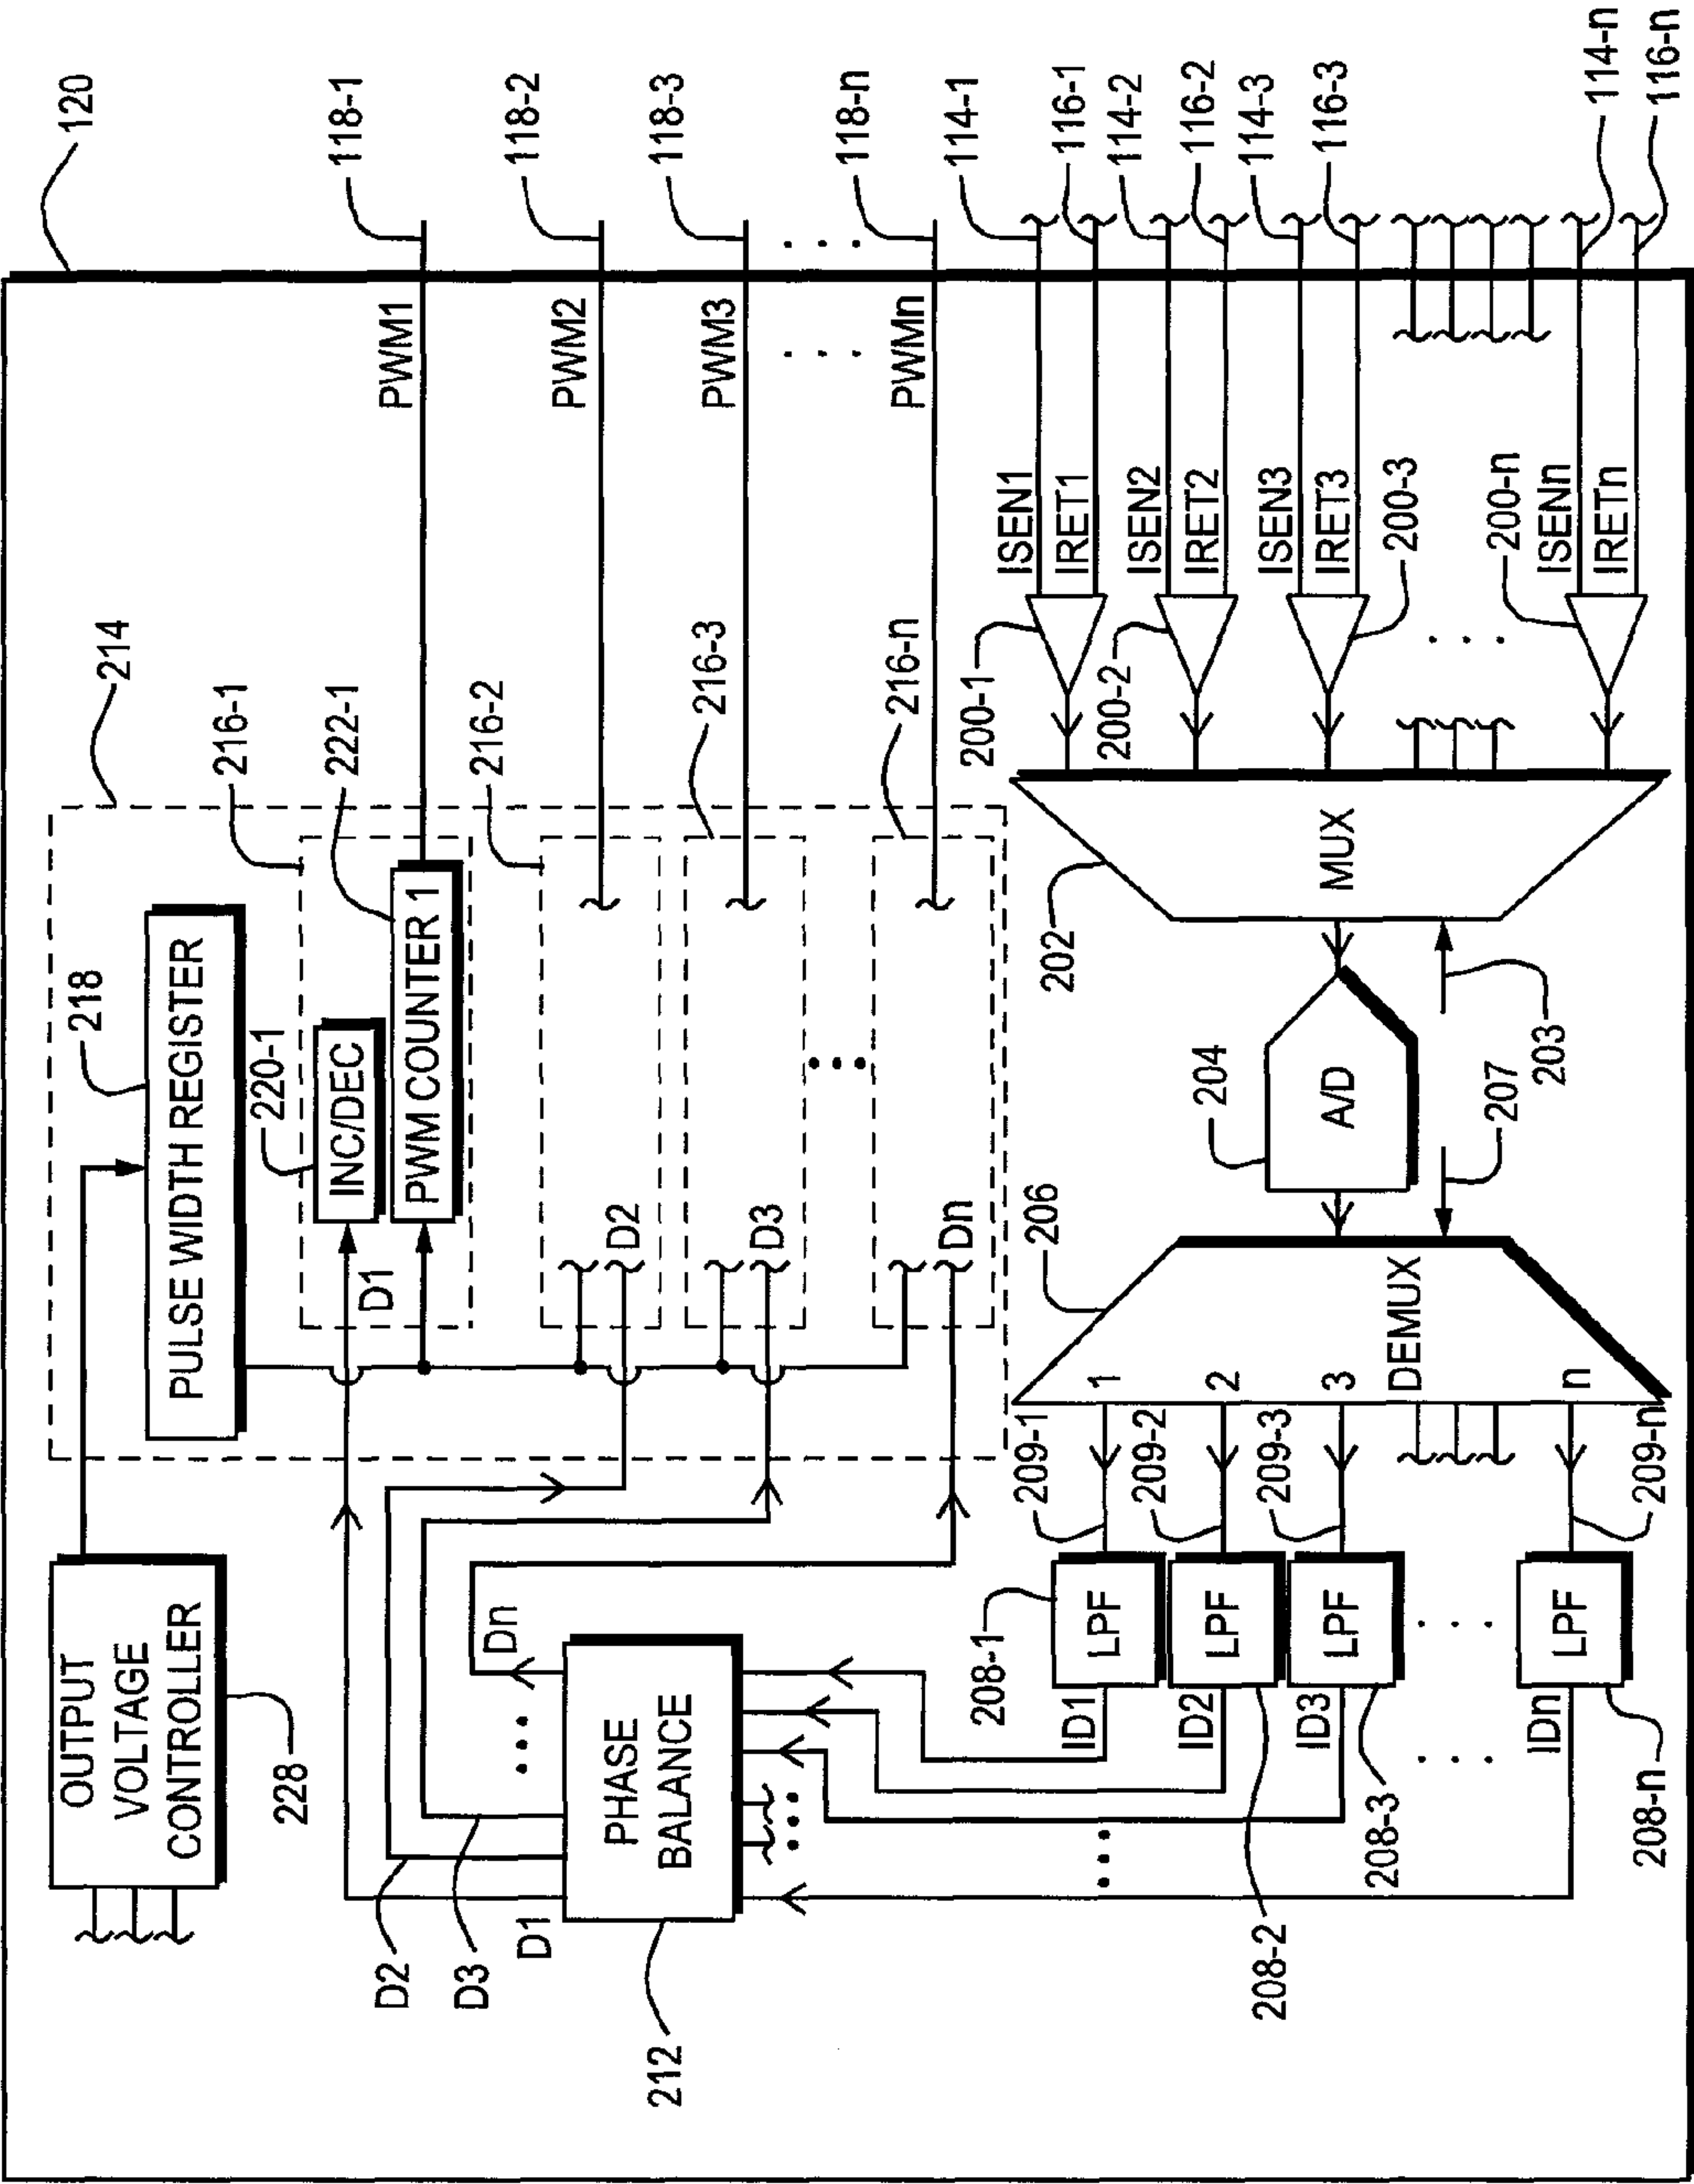 120
118-1
118-2
118-3
118-n
114-1
116-1
114-2
116-2
114-3
116-3
114-n
116-n
PWM1
PWM2
PWM3
. . .
PWMn
. . .
ISEN1
IRET1
ISEN2
IRET2
ISEN3
IRET3
ISENn
IRETn
200-1
200-2
200-3
200-n
. . .
214
216-1
222-1
216-2
216-3
216-n
218
PULSE WIDTH REGISTER
220-1
INC/DEC
PWM COUNTER 1
D1
D2
D3
Dn
MUX
202
203
204
A/D
207
206
DEMUX
1
2
3
n
209-1
209-2
209-3
209-n
208-1
LPF
LPF
LPF
LPF
. . .
ID1
ID2
ID3
IDn
. . .
208-2
208-3
208-n
OUTPUT
VOLTAGE
CONTROLLER
228
Dn
D1
D2
D3
PHASE
BALANCE
212